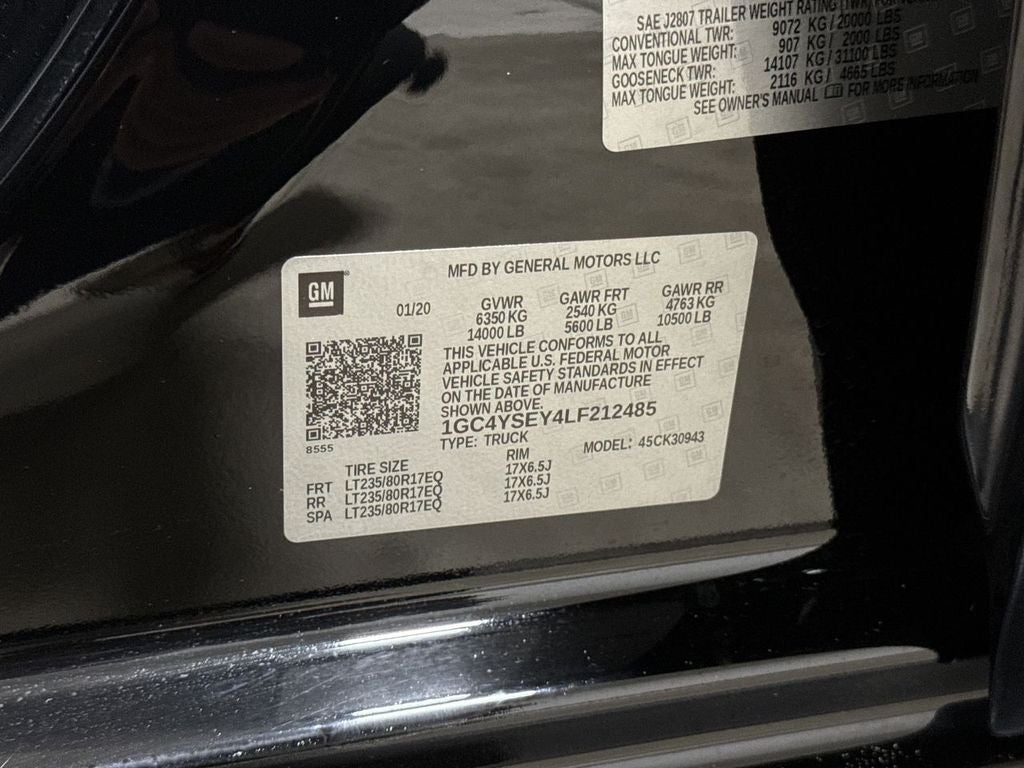 SAE J2807 TRAILER WEIGHT RATING (TWR)
CONVENTIONAL TWR: 9072 KG / 20000 LBS
MAX TONGUE WEIGHT: 907 KG / 2000 LBS
GOOSENECK TWR: 14107 KG / 31100 LBS
MAX TONGUE WEIGHT: 2116 KG / 4665 LBS
SEE OWNER'S MANUAL FOR MORE INFORMATION
GM
MFD BY GENERAL MOTORS LLC
01/20
GVWR GAWR FRT GAWR RR
6350 KG 2540 KG 4763 KG
14000 LB 5600 LB 10500 LB
THIS VEHICLE CONFORMS TO ALL
APPLICABLE U.S. FEDERAL MOTOR
VEHICLE SAFETY STANDARDS IN EFFECT
ON THE DATE OF MANUFACTURE
SHOWN ABOVE.
1GC4YSEY4LF212485
TYPE: TRUCK MODEL: 45CK30943
8555
TIRE SIZE RIM
FRT LT235/80R17EQ 17X6.5J
RR LT235/80R17EQ 17X6.5J
SPA LT235/80R17EQ 17X6.5J